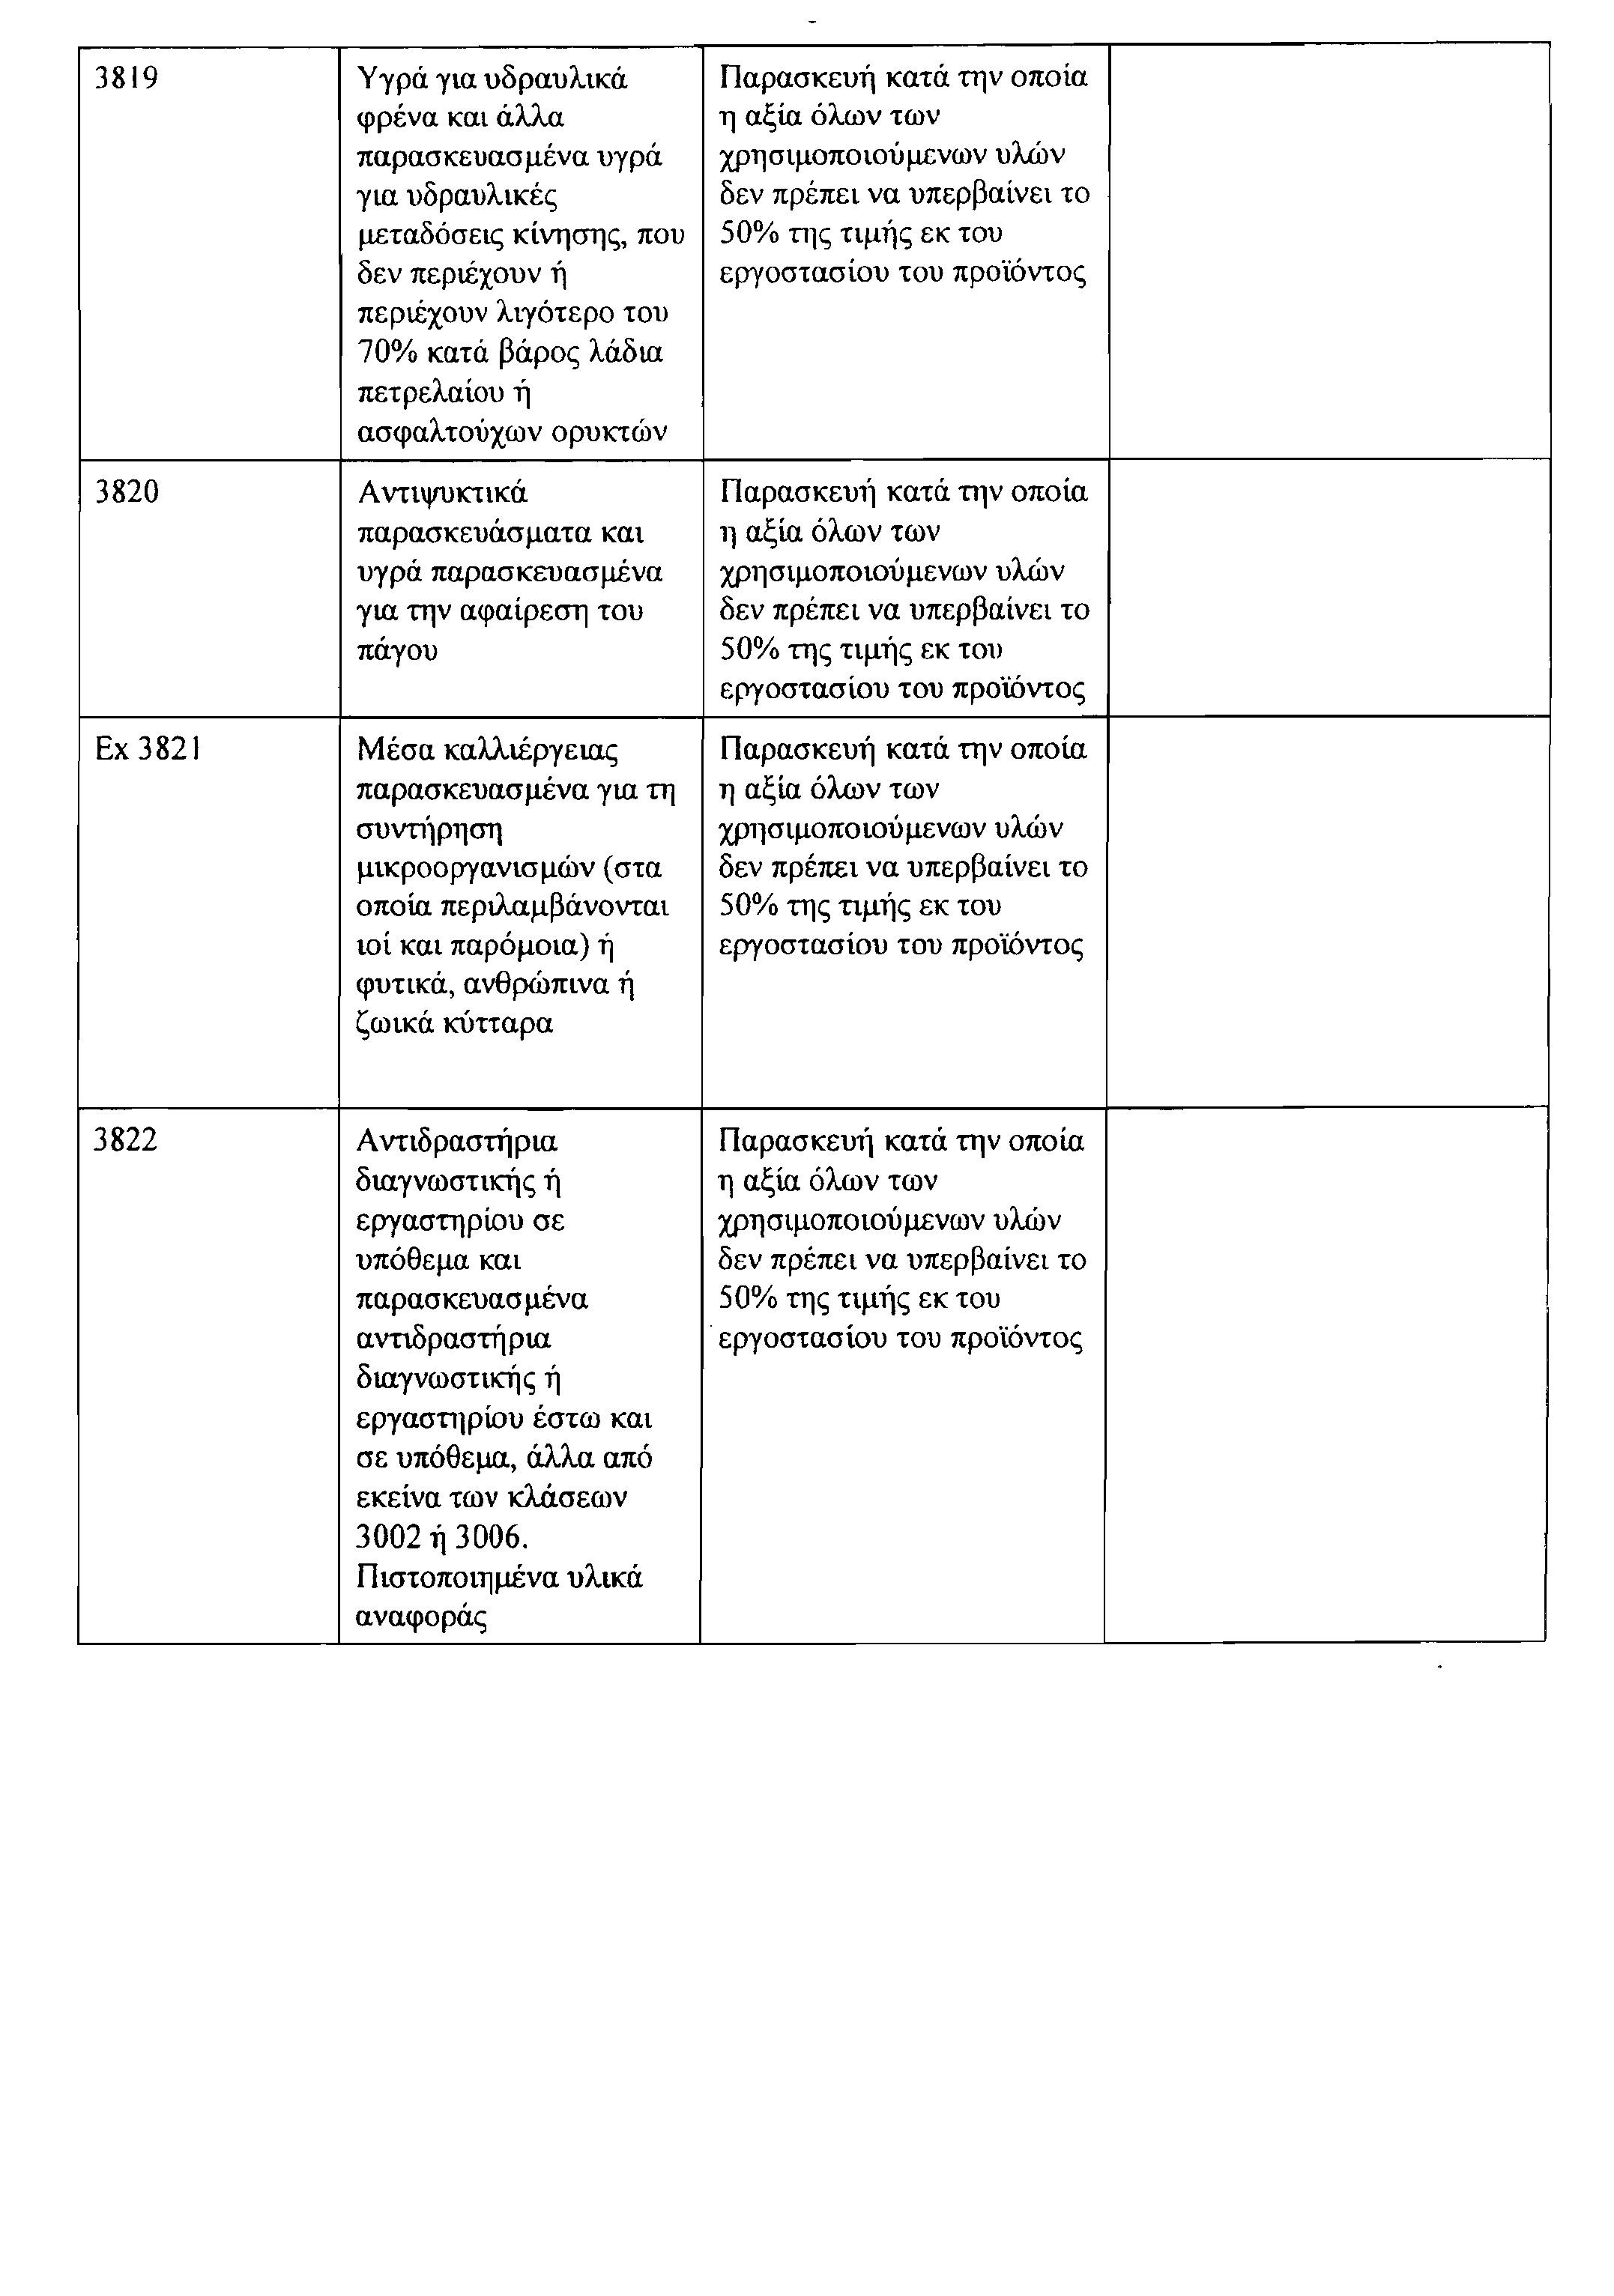 3819
Υγρά για υδραυλικά
φρένα και άλλα
παρασκευασμένα υγρά
για υδραυλικές
μεταδόσεις κίνησης, που
δεν περιέχουν ή
περιέχουν λιγότερο του
70% κατά βάρος λάδια
πετρελαίου ή
ασφαλτούχων ορυκτών
Παρασκευή κατά την οποία
η αξία όλων των
χρησιμοποιούμενων υλών
δεν πρέπει να υπερβαίνει το
50% της τιμής εκ του
εργοστασίου του προϊόντος
3820
Αντιψυκτικά
παρασκευάσματα και
υγρά παρασκευασμένα
για την αφαίρεση του
πάγου
Παρασκευή κατά την οποία
η αξία όλων των
χρησιμοποιούμενων υλών
δεν πρέπει να υπερβαίνει το
50% της τιμής εκ του
εργοστασίου του προϊόντος
Ex 3821
Μέσα καλλιέργειας
παρασκευασμένα για τη
συντήρηση
μικροοργανισμών (στα
οποία περιλαμβάνονται
ιοί και παρόμοια) ή
φυτικά, ανθρώπινα ή
ζωικά κύτταρα
Παρασκευή κατά την οποία
η αξία όλων των
χρησιμοποιούμενων υλών
δεν πρέπει να υπερβαίνει το
50% της τιμής εκ του
εργοστασίου του προϊόντος
3822
Αντιδραστήρια
διαγνωστικής ή
εργαστηρίου σε
υπόθεμα και
παρασκευασμένα
αντιδραστήρια
διαγνωστικής ή
εργαστηρίου έστω και
σε υπόθεμα, άλλα από
εκείνα των κλάσεων
3002 ή 3006.
Πιστοποιημένα υλικά
αναφοράς
Παρασκευή κατά την οποία
η αξία όλων των
χρησιμοποιούμενων υλών
δεν πρέπει να υπερβαίνει το
50% της τιμής εκ του
εργοστασίου του προϊόντος